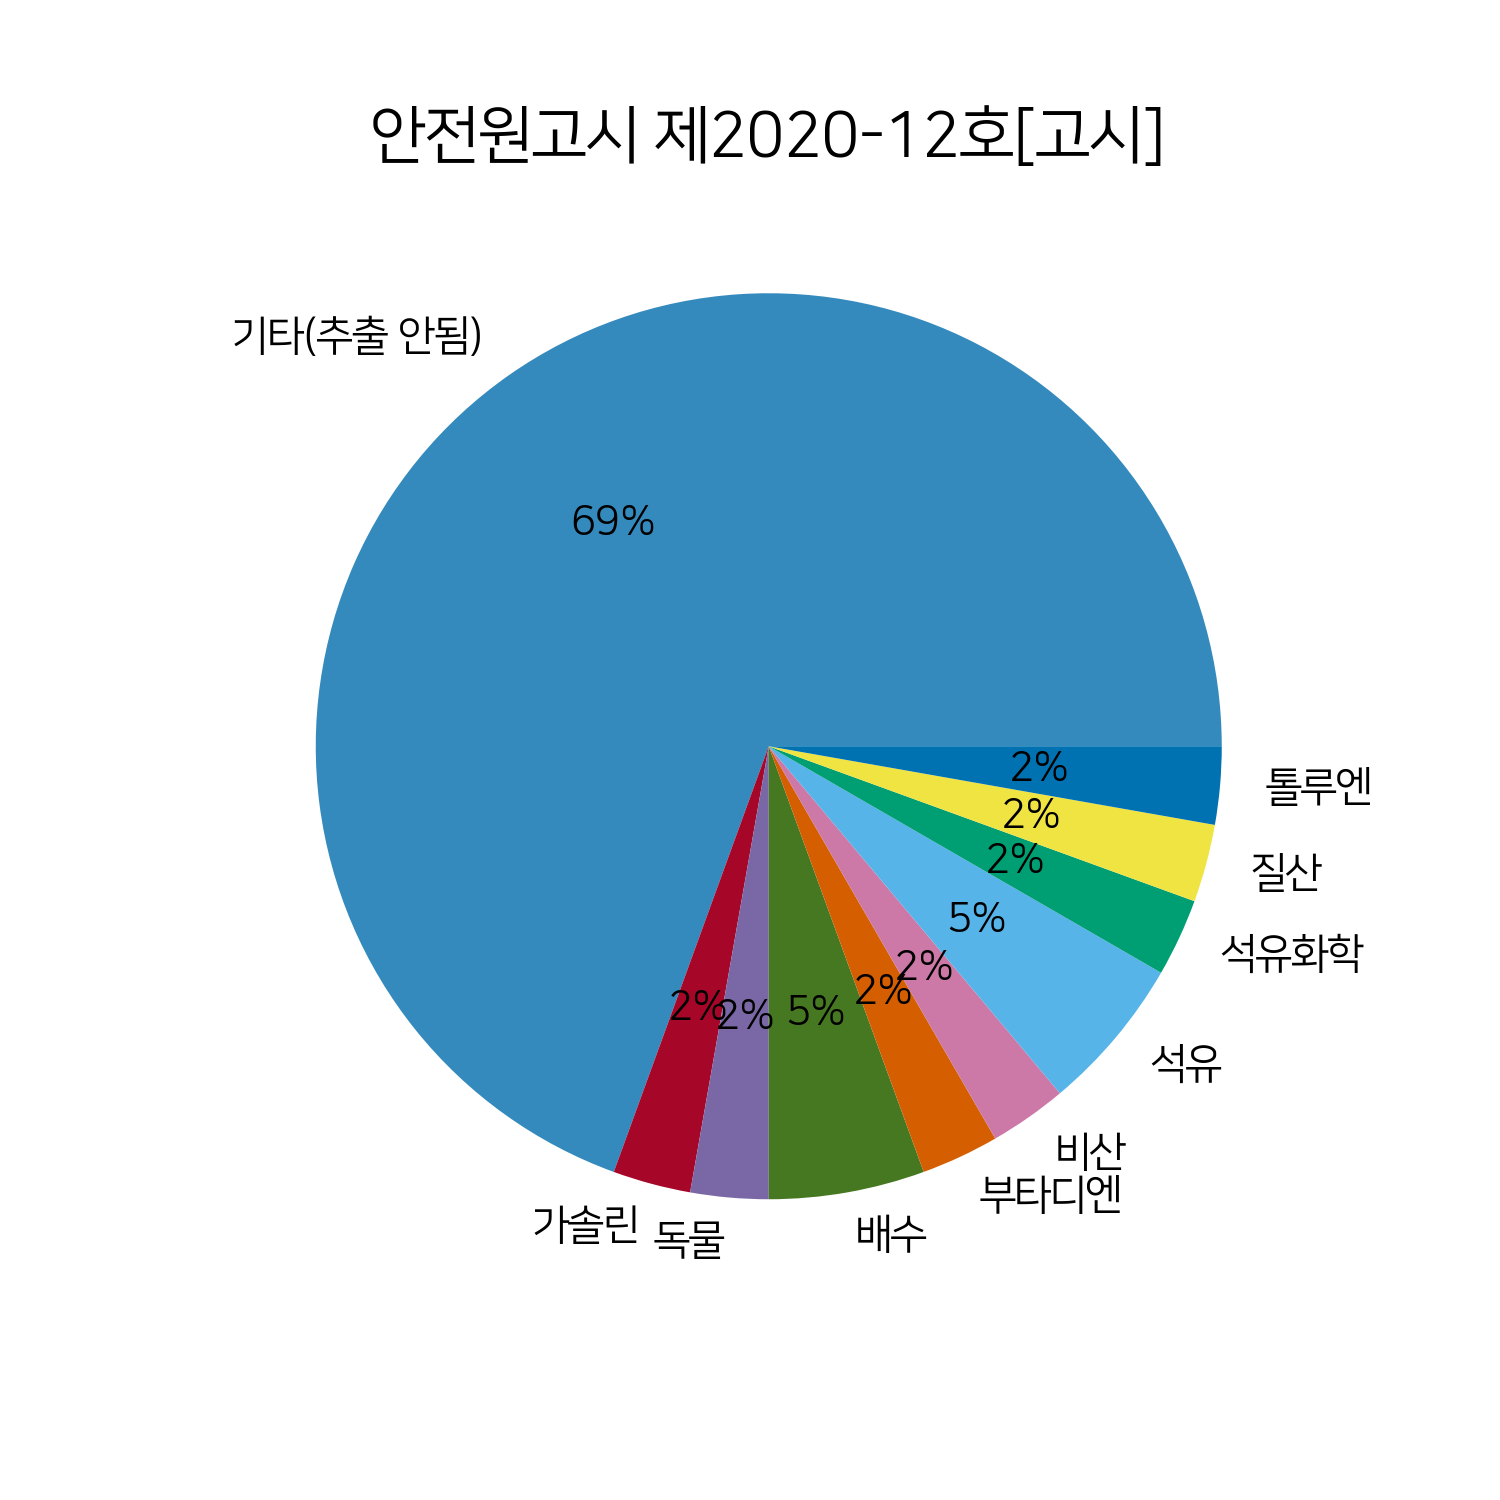 안전원고시 제2020-12호[고시]
기타(추출 안됨)
69%
2%
톨루엔
2%
질산
2%
석유화학
5%
석유
2%
비산
2%
부타디엔
5%
배수
2%
독물
2%
가솔린